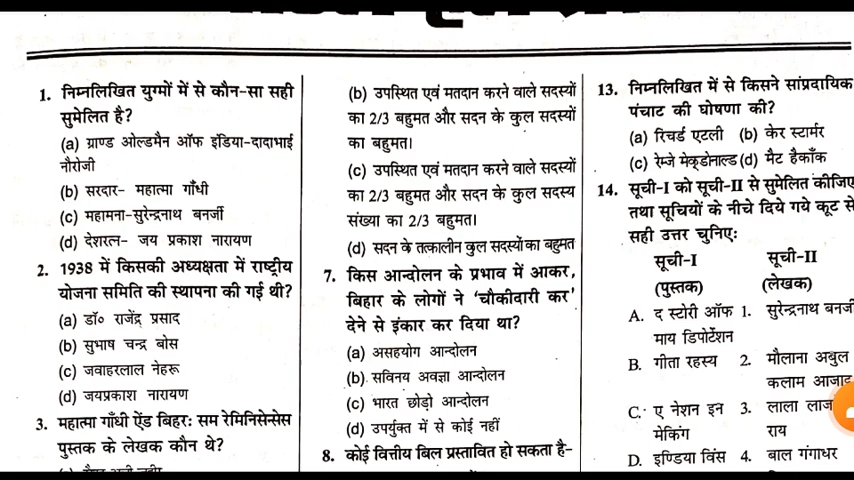 1. निम्नलिखित युग्मों में से कौन-सा सही
सुमेलित है?
(a) ग्राण्ड ओल्डमैन ऑफ इंडिया-दादाभाई
नौरोजी
(b) सरदार- महात्मा गाँधी
(c) महामना-सुरेन्द्रनाथ बनर्जी
(d) देशरत्न- जय प्रकाश नारायण
2. 1938 में किसकी अध्यक्षता में राष्ट्रीय
योजना समिति की स्थापना की गई थी?
(a) डॉ० राजेंद्र प्रसाद
(b) सुभाष चन्द्र बोस
(c) जवाहरलाल नेहरू
(d) जयप्रकाश नारायण
3. महात्मा गाँधी ऐंड बिहर: सम रेमिनिसेन्सेस
पुस्तक के लेखक कौन थे?
(b) उपस्थित एवं मतदान करने वाले सदस्यों
का 2/3 बहुमत और सदन के कुल सदस्यों
का बहुमत।
(c) उपस्थित एवं मतदान करने वाले सदस्यों
का 2/3 बहुमत और सदन के कुल सदस्य
संख्या का 2/3 बहुमत।
(d) सदन के तत्कालीन कुल सदस्यों का बहुमत
7. किस आन्दोलन के प्रभाव में आकर,
बिहार के लोगों ने 'चौकीदारी कर'
देने से इंकार कर दिया था?
(a) असहयोग आन्दोलन
(b) सविनय अवज्ञा आन्दोलन
(c) भारत छोड़ो आन्दोलन
(d) उपर्युक्त में से कोई नहीं
8. कोई वित्तीय बिल प्रस्तावित हो सकता है-
13. निम्नलिखित में से किसने सांप्रदायिक
पंचाट की घोषणा की?
(a) रिचर्ड एटली (b) केर स्टार्मर
(c) रेम्जे मेक्डोनाल्ड (d) मैट हैकॉक
14. सूची-I को सूची-II से सुमेलित कीजिए
तथा सूचियों के नीचे दिये गये कूट से
सही उत्तर चुनिए:
सूची-I सूची-II
(पुस्तक) (लेखक)
A. द स्टोरी ऑफ 1. सुरेन्द्रनाथ बनर्जी
माय डिपोर्टेशन
B. गीता रहस्य 2. मौलाना अबुल
कलाम आजाद
C. ए नेशन इन 3. लाला
मेकिंग राय
D. इण्डिया विंस 4. बाल गंगाधर